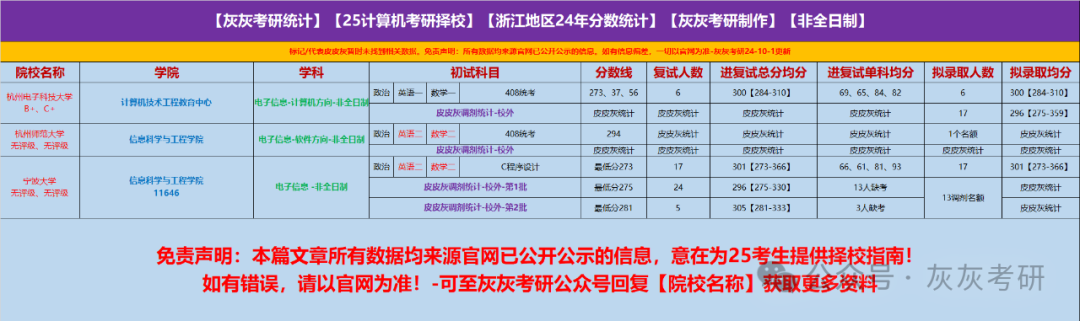 【灰灰考研统计】【25计算机考研择校】【浙江地区24年分数统计】【灰灰考研制作】【非全日制】
标记/代表皮皮灰暂时未找到相关数据，免责声明：所有数据均来源官网已公开公示的信息，如有信息偏差，一切以官网为准-灰灰考研24-10-1更新
院校名称 学院 学科 初试科目 分数线 复试人数 进复试总分均分 进复试单科均分 拟录取人数 拟录取均分
杭州电子科技大学 B+、C+ 计算机技术工程教育中心 电子信息-计算机方向-非全日制 政治 英语一 数学一 408统考 273，37、56 6 300【284-310】 69、65、84、82 6 300【284-310】
皮皮灰调剂统计-校外 皮皮灰统计 皮皮灰统计 皮皮灰统计 皮皮灰统计 17 296【275-359】
杭州师范大学 无评级、无评级 信息科学与工程学院 电子信息-软件方向-非全日制 政治 英语二 数学二 408统考 294 皮皮灰统计 皮皮灰统计 皮皮灰统计 1个名额 皮皮灰统计
皮皮灰调剂统计-校外 皮皮灰统计 皮皮灰统计 皮皮灰统计 皮皮灰统计 皮皮灰统计 皮皮灰统计
宁波大学 无评级、无评级 信息科学与工程学院 11646 电子信息 -非全日制 政治 英语二 数学二 C程序设计 最低分273 17 301【273-366】 66、61、81、93 17 301【273-366】
皮皮灰调剂统计-校外-第1批 最低分275 24 296【275-330】 13人缺考 13调剂名额 皮皮灰统计
皮皮灰调剂统计-校外-第2批 最低分281 5 305【281-333】 3人缺考 皮皮灰统计
免责声明：本篇文章所有数据均来源官网已公开公示的信息，意在为25考生提供择校指南！
如有错误，请以官网为准！-可至灰灰考研公众号回复【院校名称】获取更多资料
公众号 · 灰灰考研